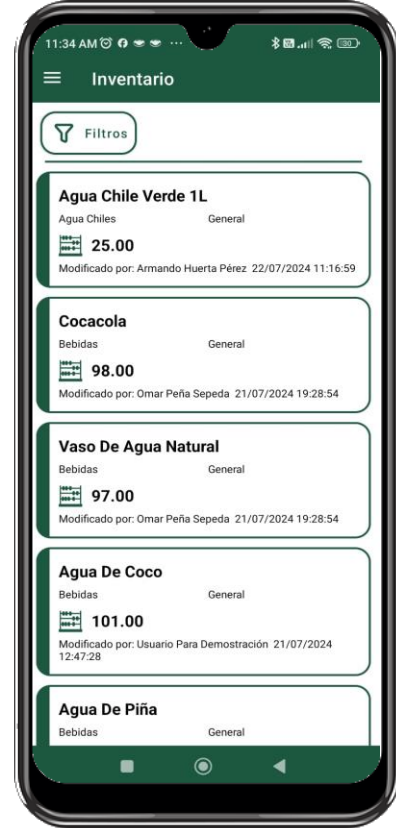 11:34 AM
30
Inventario
Filtros
Agua Chile Verde 1L
Agua Chiles General
25.00
Modificado por: Armando Huerta Pérez 22/07/2024 11:16:59
Cocacola
Bebidas General
98.00
Modificado por: Omar Peña Sepeda 21/07/2024 19:28:54
Vaso De Agua Natural
Bebidas General
97.00
Modificado por: Omar Peña Sepeda 21/07/2024 19:28:54
Agua De Coco
Bebidas General
101.00
Modificado por: Usuario Para Demostración 21/07/2024
12:47:28
Agua De Piña
Bebidas General